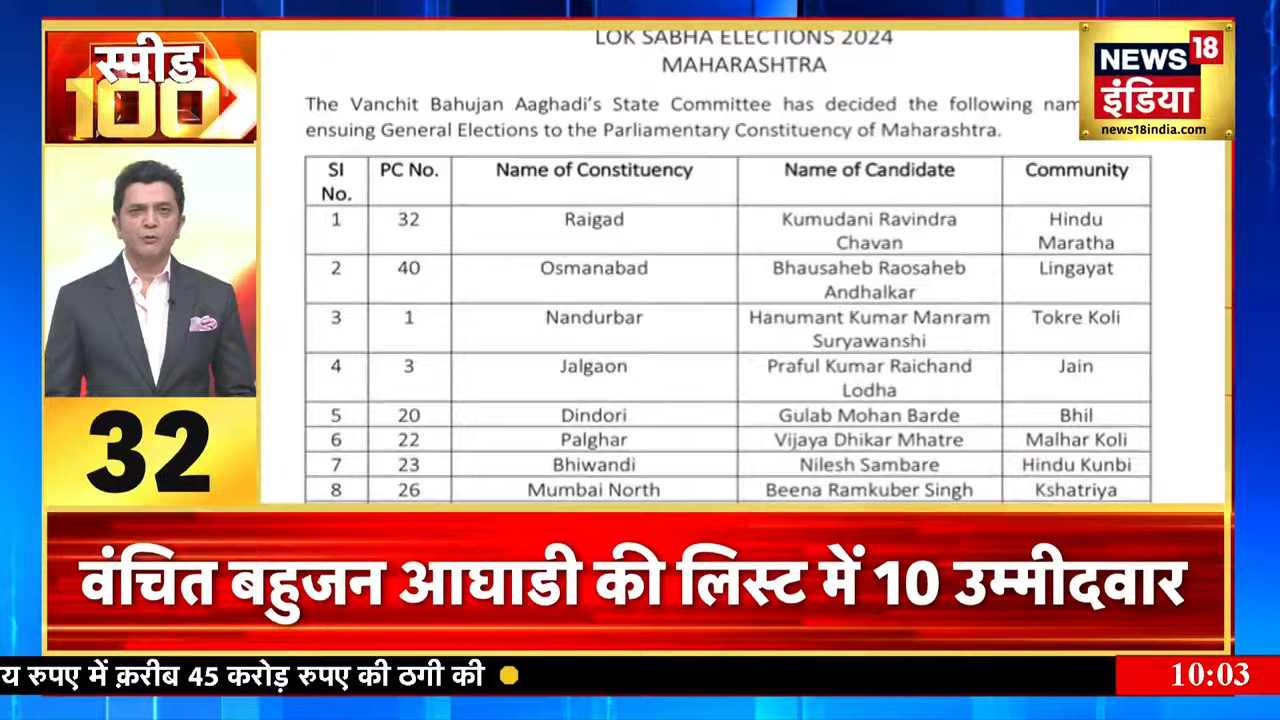 स्पीड
100
LOK SABHA ELECTIONS 2024
MAHARASHTRA
NEWS 18
इंडिया
news18india.com
The Vanchit Bahujan Aaghadi's State Committee has decided the following
ensuing General Elections to the Parliamentary Constituency of Maharashtra.
SI No. PC No. Name of Constituency Name of Candidate Community
1 32 Raigad Kumudani Ravindra Chavan Hindu Maratha
2 40 Osmanabad Bhausaheb Raosaheb Andhalkar Lingayat
3 1 Nandurbar Hanumant Kumar Manram Suryawanshi Tokre Koli
4 3 Jalgaon Praful Kumar Raichand Lodha Jain
5 20 Dindori Gulab Mohan Barde Bhil
6 22 Palghar Vijaya Dhikar Mhatre Malhar Koli
7 23 Bhiwandi Nilesh Sambare Hindu Kunbi
8 26 Mumbai North Beena Ramkuber Singh Kshatriya
32
वंचित बहुजन आघाडी की लिस्ट में 10 उम्मीदवार
य रुपए में क़रीब 45 करोड़ रुपए की ठगी की
10:03